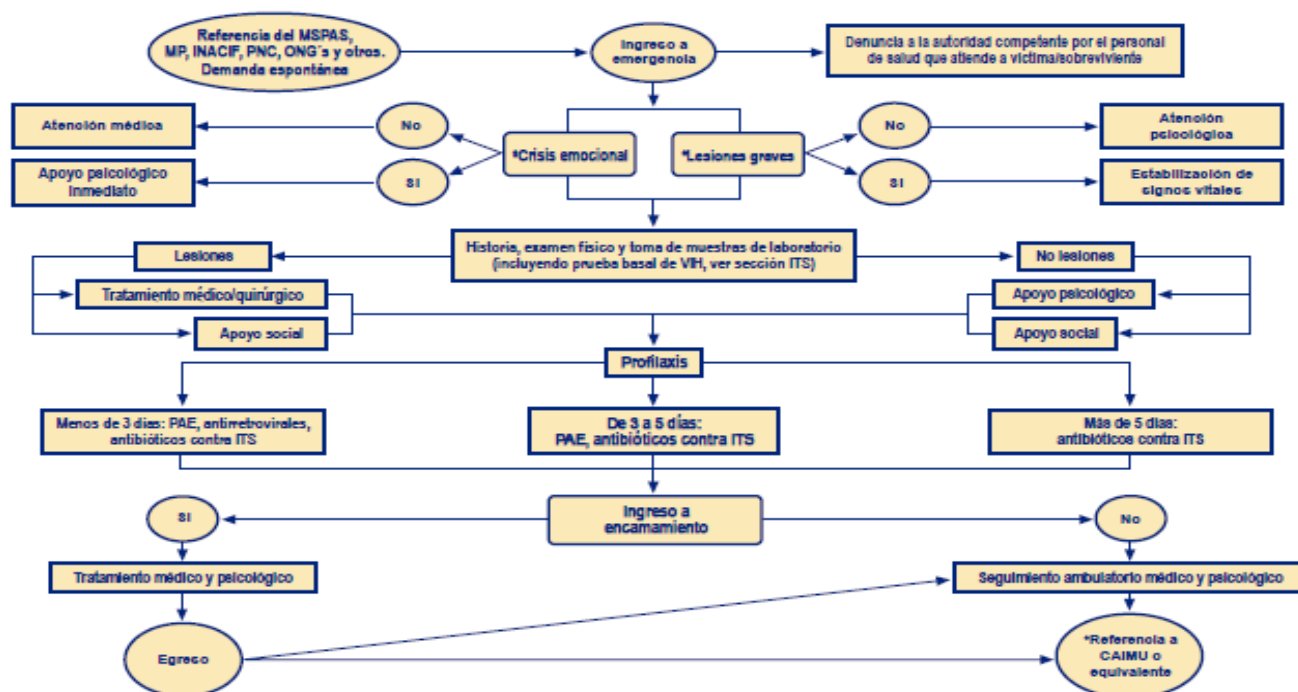 Referencia del MSPAS,
MP, INACIF, PNC, ONG´s y otros.
Demanda espontánea
Ingreso a
emergencia
Denuncia a la autoridad competente por el personal
de salud que atiende a víctima/sobreviviente
Atención médica
No
*Crisis emocional
*Lesiones graves
No
Atención
psicológica
Apoyo psicológico
Inmediato
SI
SI
Estabilización de
signos vitales
Historia, examen físico y toma de muestras de laboratorio
(incluyendo prueba basal de VIH, ver sección ITS)
Lesiones
No lesiones
Tratamiento médico/quirúrgico
Apoyo psicológico
Apoyo social
Apoyo social
Profilaxis
Menos de 3 días: PAE, antirretrovirales,
antibióticos contra ITS
De 3 a 5 días:
PAE, antibióticos contra ITS
Más de 5 días:
antibióticos contra ITS
SI
Ingreso a
encamamiento
No
Tratamiento médico y psicológico
Seguimiento ambulatorio médico y psicológico
Egreso
*Referencia a
CAIMU o
equivalente